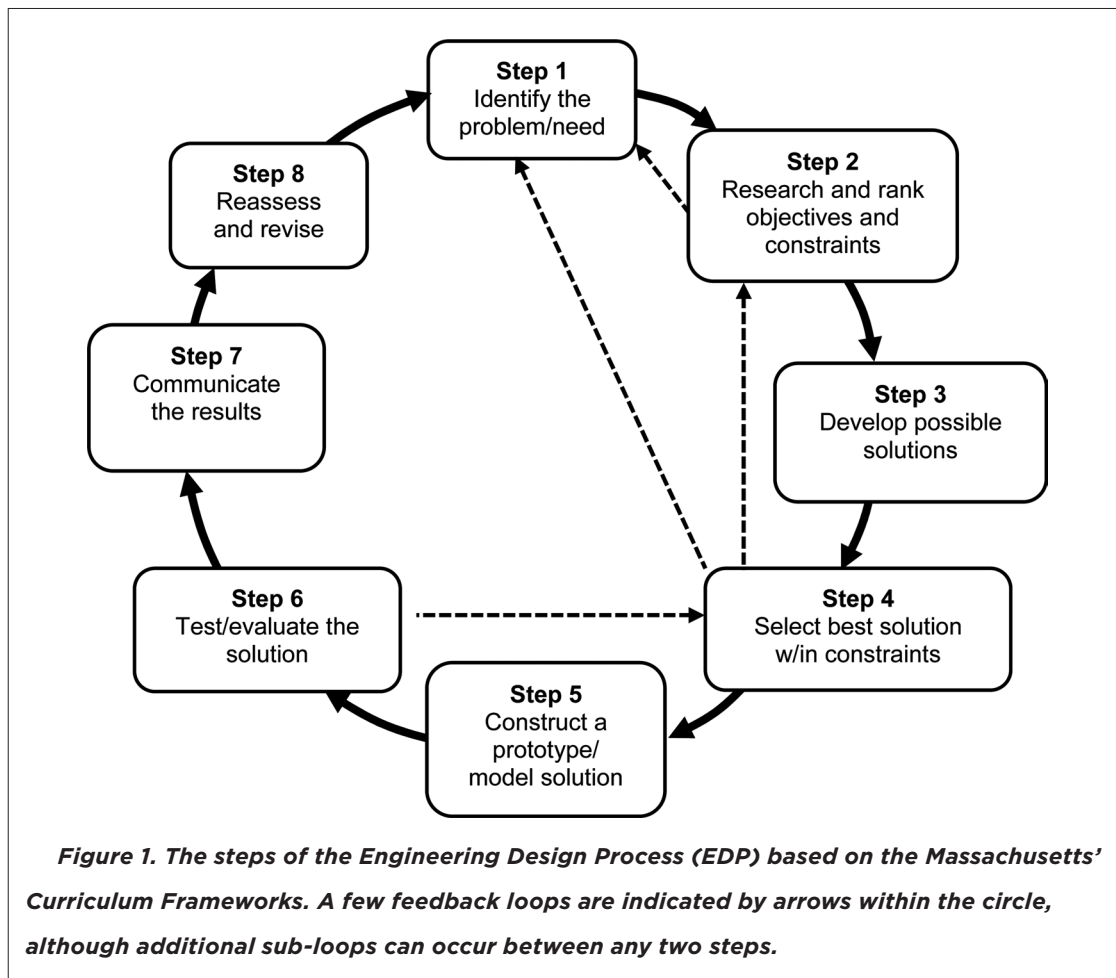 Step 1
Identify the
problem/need
Step 2
Research and rank
objectives and
constraints
Step 3
Develop possible
solutions
Step 4
Select best solution
w/in constraints
Step 5
Construct a
prototype/
model solution
Step 6
Test/evaluate the
solution
Step 7
Communicate
the results
Step 8
Reassess
and revise
Figure 1. The steps of the Engineering Design Process (EDP) based on the Massachusetts’
Curriculum Frameworks. A few feedback loops are indicated by arrows within the circle,
although additional sub-loops can occur between any two steps.